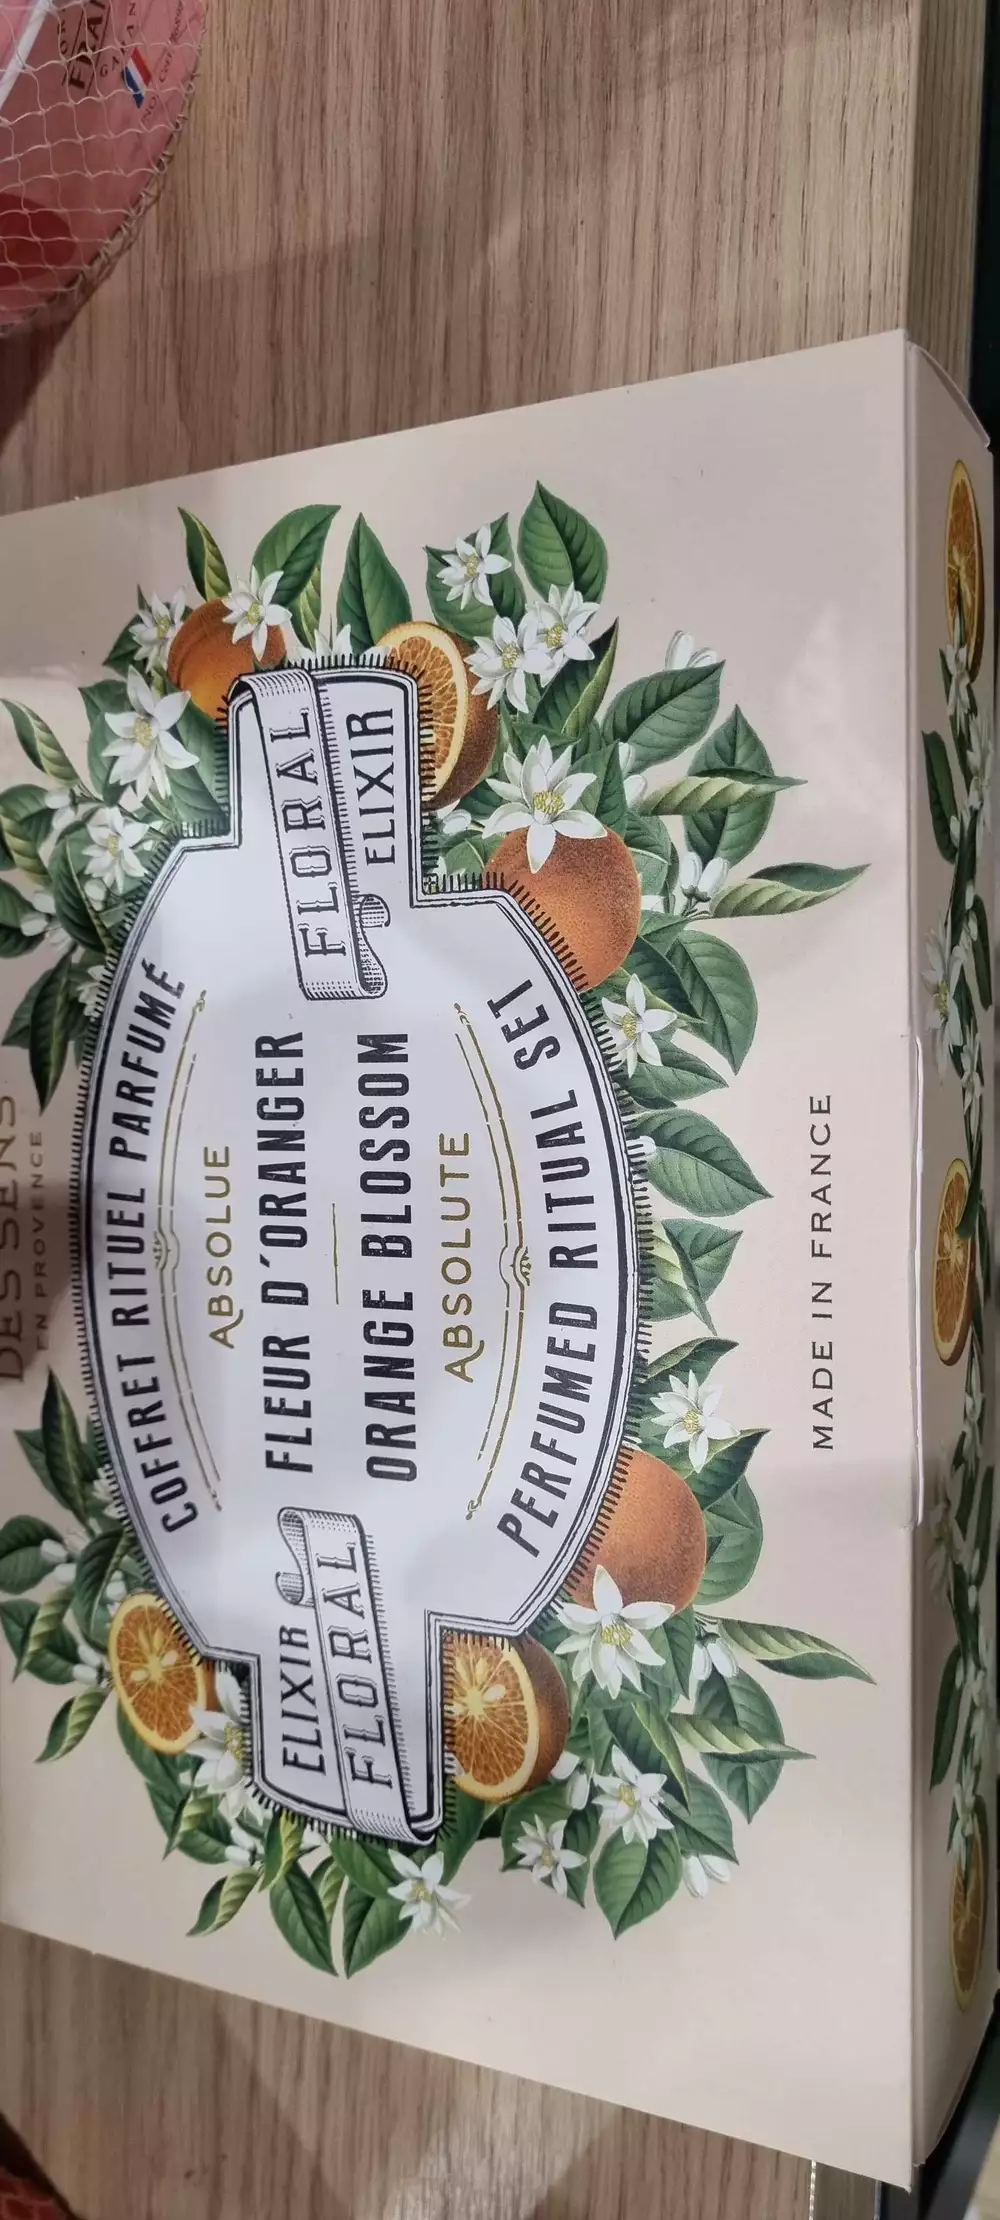 DES SENS
EN PROVENCE
COFFRET RITUEL PARFUMÉ
ABSOLUE
ELIXIR
FLORAL
FLEUR D'ORANGER
ORANGE BLOSSOM
FLORAL
ELIXIR
ABSOLUTE
PERFUMED RITUAL SET
MADE IN FRANCE